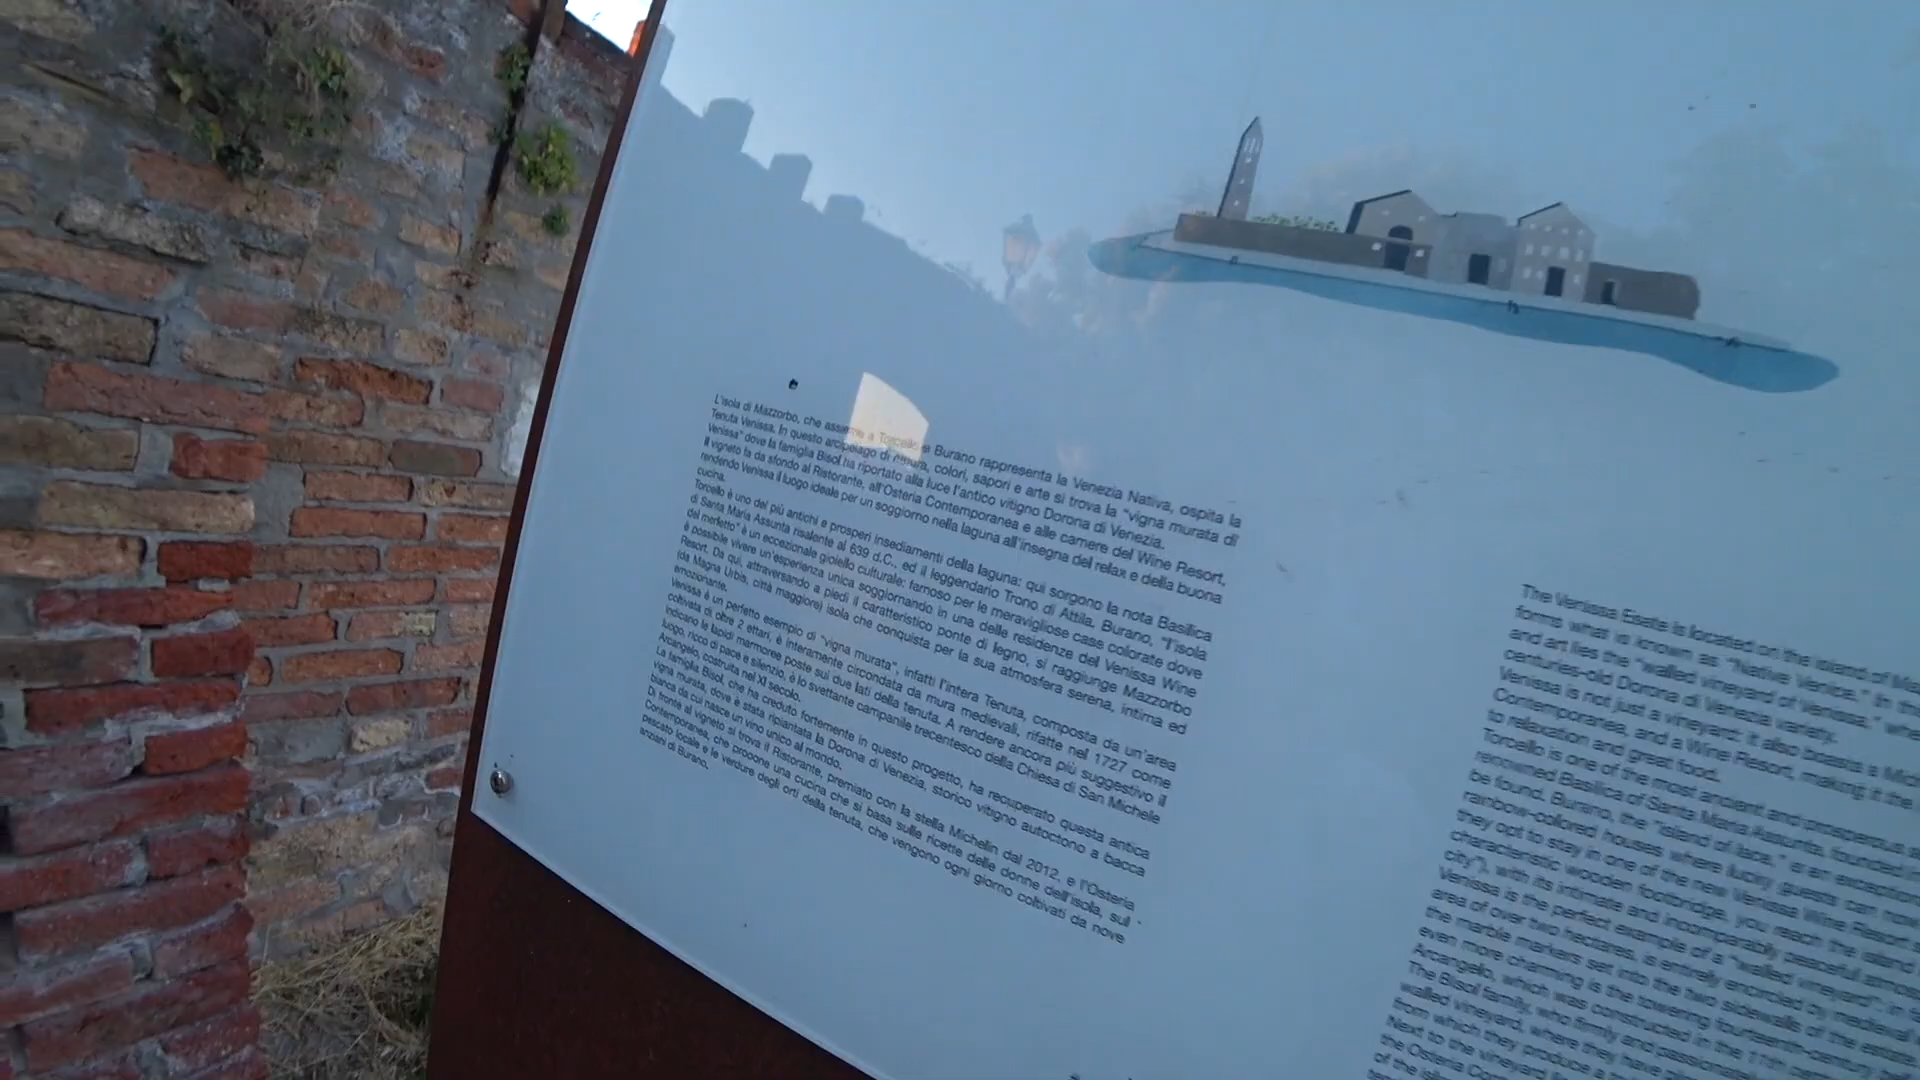 L'isola di Mazzorbo, che assieme a Torcello e Burano rappresenta la Venezia Nativa, ospita la
Tenuta Venissa. In questo arcipelago di natura, colori, sapori e arte si trova la "vigna murata di
Venissa" dove la famiglia Bisol ha riportato alla luce l'antico vitigno Dorona di Venezia.
Il vigneto fa da sfondo al Ristorante, all'Osteria Contemporanea e alle camere del Wine Resort,
rendendo Venissa il luogo ideale per un soggiorno nella laguna all'insegna del relax e della buona
cucina.
Torcello è uno dei più antichi e prosperi insediamenti della laguna: qui sorgono la nota Basilica
di Santa Maria Assunta risalente al 639 d.C., ed il leggendario Trono di Attila. Burano, "l'isola
del merletto" è un eccezionale gioiello culturale: famoso per le meravigliose case colorate dove
è possibile vivere un'esperienza unica soggiornando in una delle residenze del Venissa Wine
Resort. Da qui, attraversando a piedi il caratteristico ponte di legno, si raggiunge Mazzorbo
(da Magna Urbis, città maggiore) isola che conquista per la sua atmosfera serena, intima ed
emozionante.
Venissa è un perfetto esempio di "vigna murata", infatti l'intera Tenuta, composta da un'area
coltivata di oltre 2 ettari, è interamente circondata da mura medievali, rifatte nel 1727 come
indicano le lapidi marmoree poste sui due lati della tenuta. A rendere ancora più suggestivo il
luogo, ricco di pace e silenzio, è lo svettante campanile trecentesco della Chiesa di San Michele
Arcangelo, costruita nel XI secolo.
La famiglia Bisol, che ha creduto fortemente in questo progetto, ha recuperato questa antica
vigna murata, dove è stata ripiantata la Dorona di Venezia, storico vitigno autoctono a bacca
bianca da cui nasce un vino unico al mondo.
Di fronte al vigneto si trova il Ristorante, premiato con la stella Michelin dal 2012, e l'Osteria
Contemporanea, che propone una cucina che si basa sulle ricette delle donne dell'isola, sul
pescato locale e le verdure degli orti della tenuta, che vengono ogni giorno coltivati da nove
anziani di Burano.
The Venissa Esate is located on the island of
forms what is known as "Native Venice." In
and art lies the "walled vineyard of Venissa,"
centuries-old Dorona di Venezia variety.
Venissa is not just a vineyard: it also boasts a
Contemporanea, and a Wine Resort, making it the
to relaxation and great food.
Torcello is one of the most ancient and prosperous
renowned Basilica of Santa Maria Assunta, founded in
be found. Burano, the "island of lace," is an
rainbow-colored houses where lucky guests can now
they opt to stay in one of the new Venissa Wine Resort
characteristic wooden footbridge, you reach the island
city"), with its intimate and incomparably peaceful
Venissa is the perfect example of a "walled vineyard":
area of over two hectares, is entirely encircled by
the marble markers set into the two sidewalls of the
even more charming is the towering fourteenth-century
Arcangelo, which was constructed in the 11th
The Bisol family, who firmly and passionately
walled vineyard, where they have
from which they produce a
Next to the vineyard
the Osteria
of the